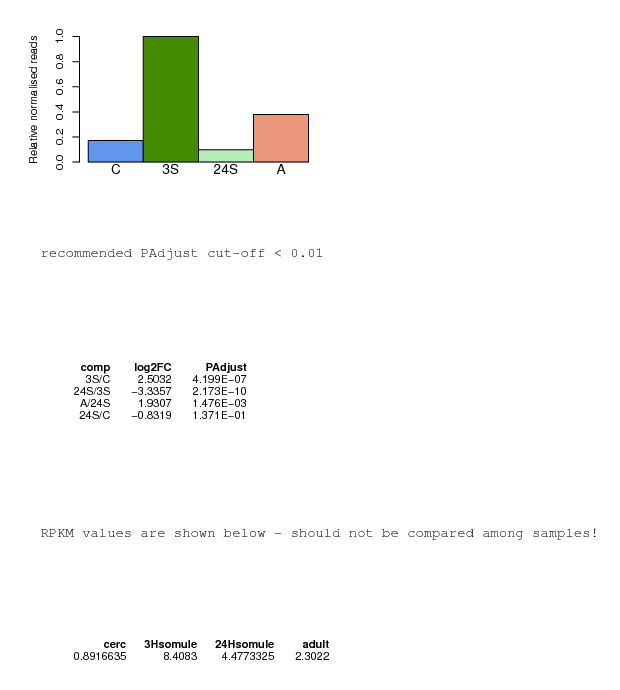 Relative normalised reads
1.0
0.8
0.6
0.4
0.2
0.0
C 3S 24S A
recommended PAdjust cut-off < 0.01
comp log2FC PAdjust
3S/C 2.5032 4.199E-07
24S/3S -3.3357 2.173E-10
A/24S 1.9307 1.476E-03
24S/C -0.8319 1.371E-01
RPKM values are shown below - should not be compared among samples!
cerc 3Hsomule 24Hsomule adult
0.8916635 8.4083 4.4773325 2.3022